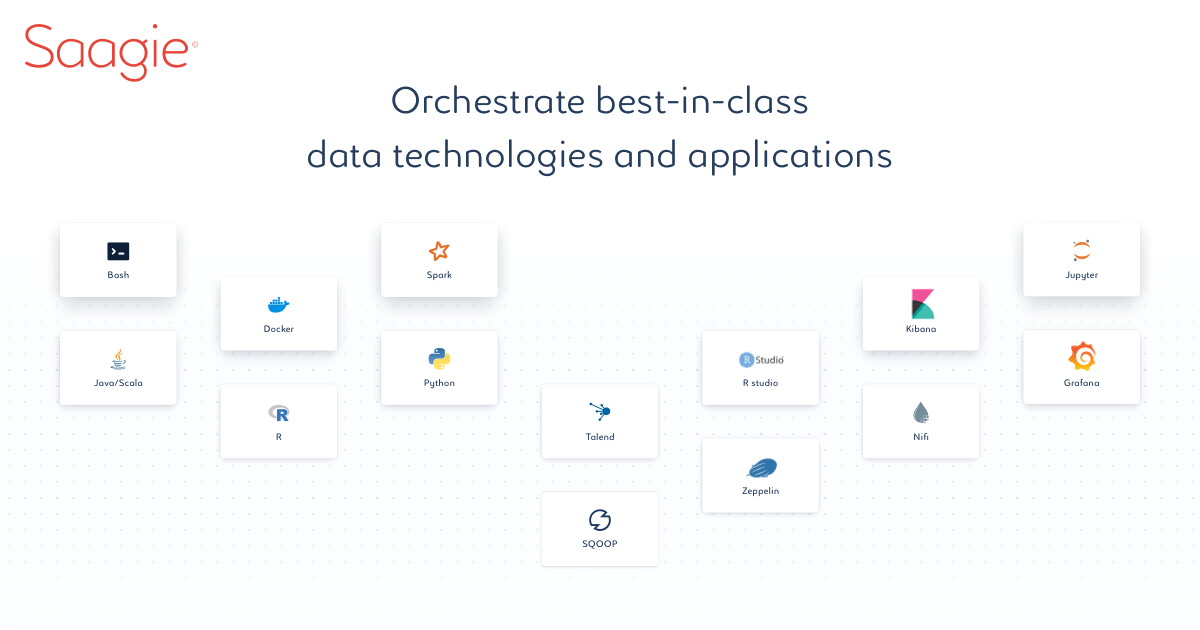 Saagie©
Orchestrate best-in-class
data technologies and applications
Bash
Java/Scala
Docker
R
R
Spark
Python
Talend
SQOOP
R Studio
R studio
Zeppelin
Kibana
Nifi
Jupyter
Grafana